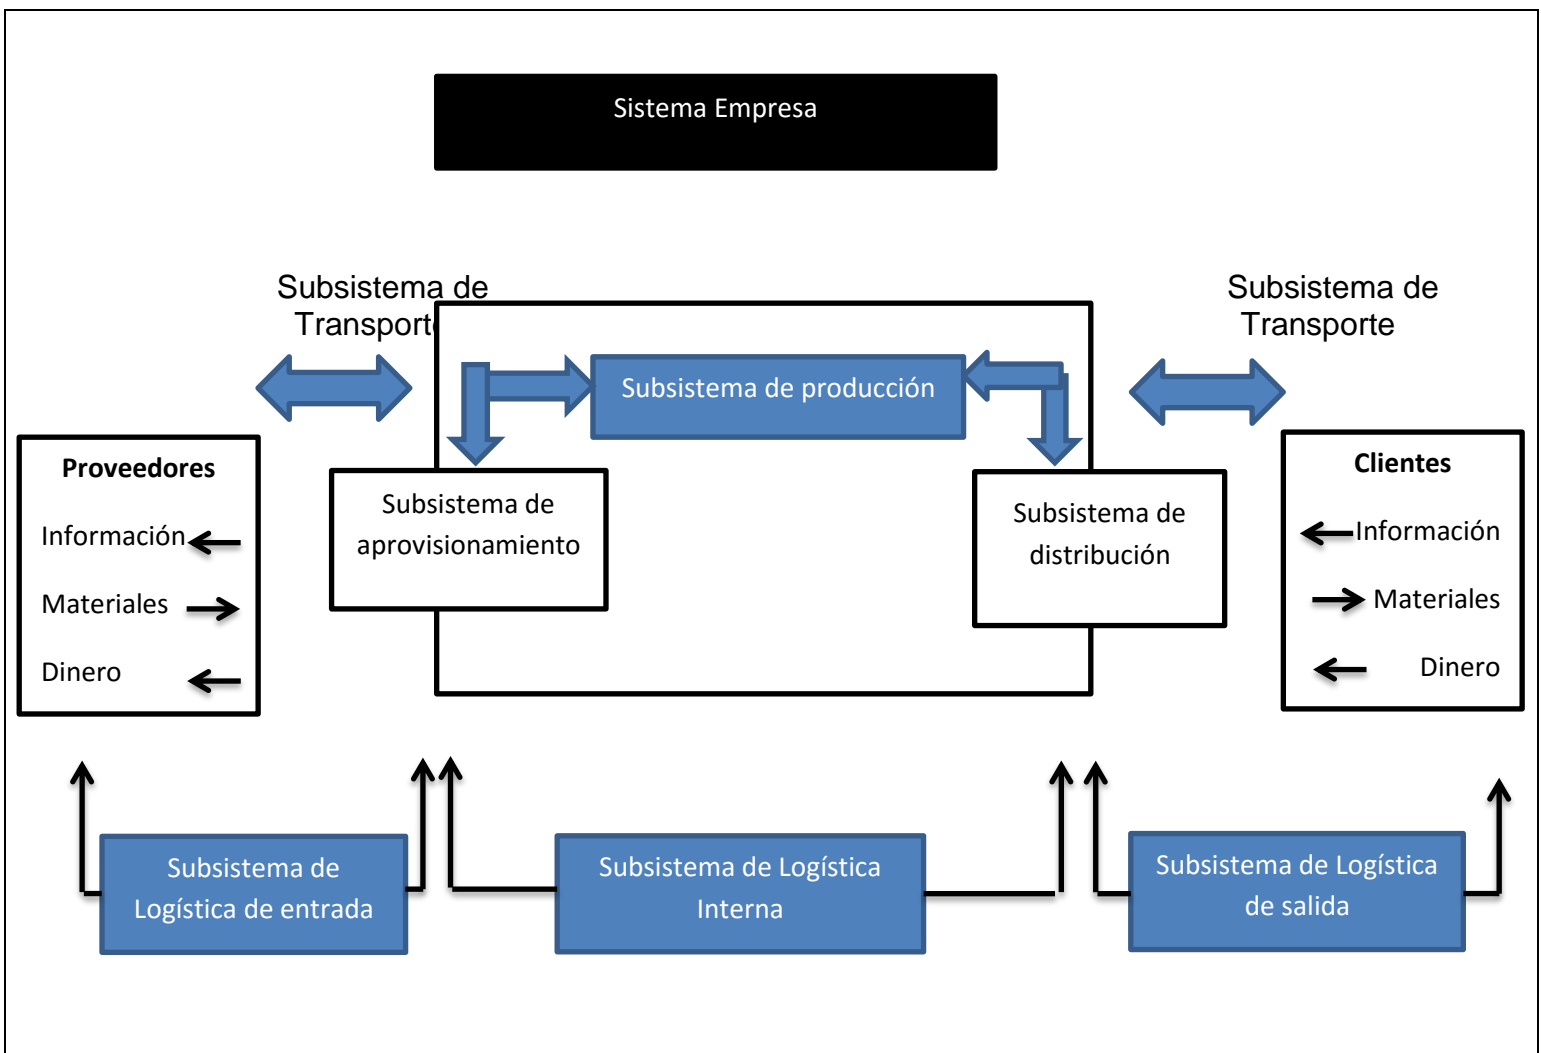 Sistema Empresa
Subsistema de
Transporte
Subsistema de
Transporte
Subsistema de producción
Proveedores
Información
Materiales
Dinero
Subsistema de
aprovisionamiento
Subsistema de
distribución
Clientes
Información
Materiales
Dinero
Subsistema de
Logística de entrada
Subsistema de Logística
Interna
Subsistema de Logística
de salida